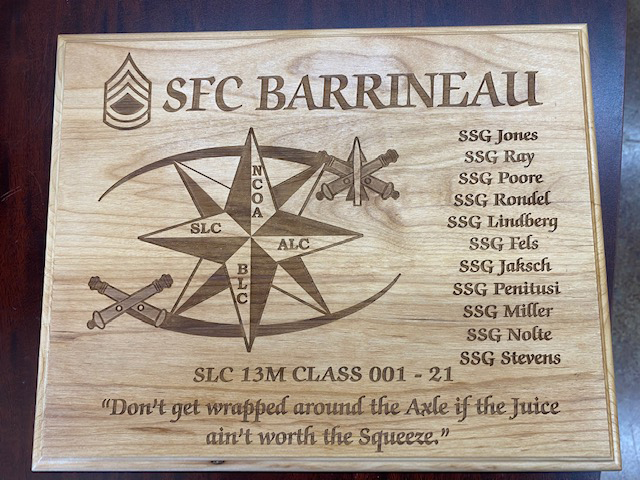 SFC BARRINEAU
SSG Jones
SSG Ray
SSG Poore
SSG Rondel
SSG Lindberg
SSG Fels
SSG Jaksch
SSG Penitusi
SSG Miller
SSG Nolte
SSG Stevens
NCOA
SLC
ALC
BLC
SLC 13M CLASS 001 - 21
“Don't get wrapped around the Axle if the Juice
ain't worth the Squeeze.”